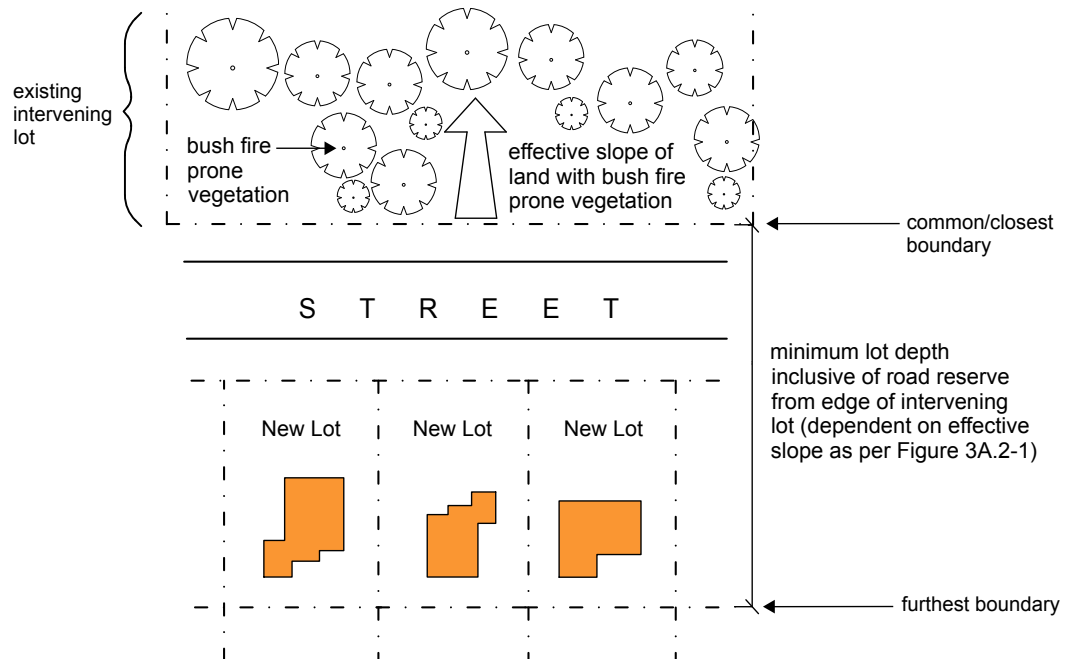 existing
intervening
lot
bush fire
prone
vegetation
effective slope of
land with bush fire
prone vegetation
common/closest
boundary
STREET
minimum lot depth
inclusive of road reserve
from edge of intervening
lot (dependent on effective
slope as per Figure 3A.2-1)
New Lot
New Lot
New Lot
furthest boundary